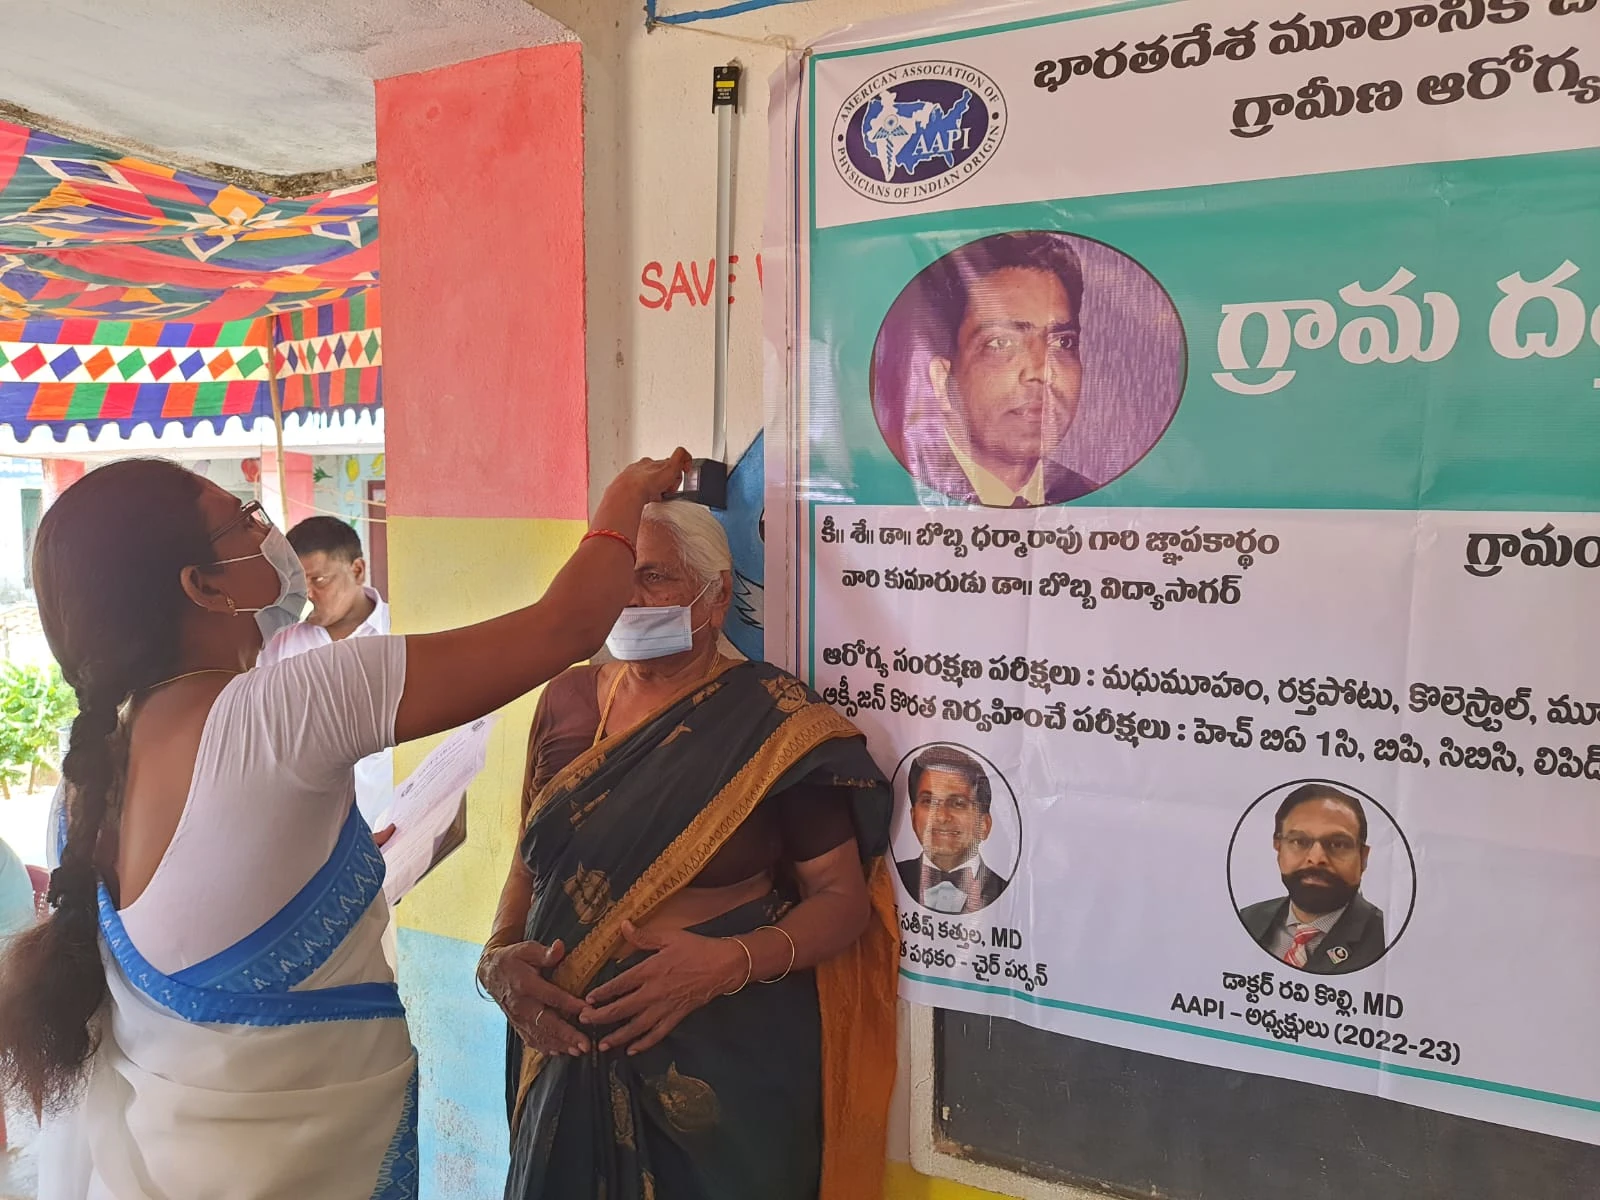 భారతదేశ మూలానిక
గ్రామీణ ఆరోగ్య
AMERICAN ASSOCIATION OF
PHYSICIANS OF INDIAN ORIGIN
AAPI
SAVE
గ్రామ
కీ॥ శే॥ డా॥ బొబ్బ ధర్మారావు గారి జ్ఞాపకార్థం
వారి కుమారుడు డా॥ బొబ్బ విద్యాసాగర్
ఆరోగ్య సంరక్షణ పరీక్షలు : మధుమూహం, రక్తపోటు, కొలెస్ట్రాల్,
ఆక్సీజన్ కొరత నిర్వహించే పరీక్షలు : హెచ్ బిఏ 1సి, బిపి, సిబిసి, లిపిడ్
సతీష్ కత్తుల, MD
పథకం - చైర్ పర్సన్
డాక్టర్ రవి కొల్లి, MD
AAPI - అధ్యక్షులు (2022-23)